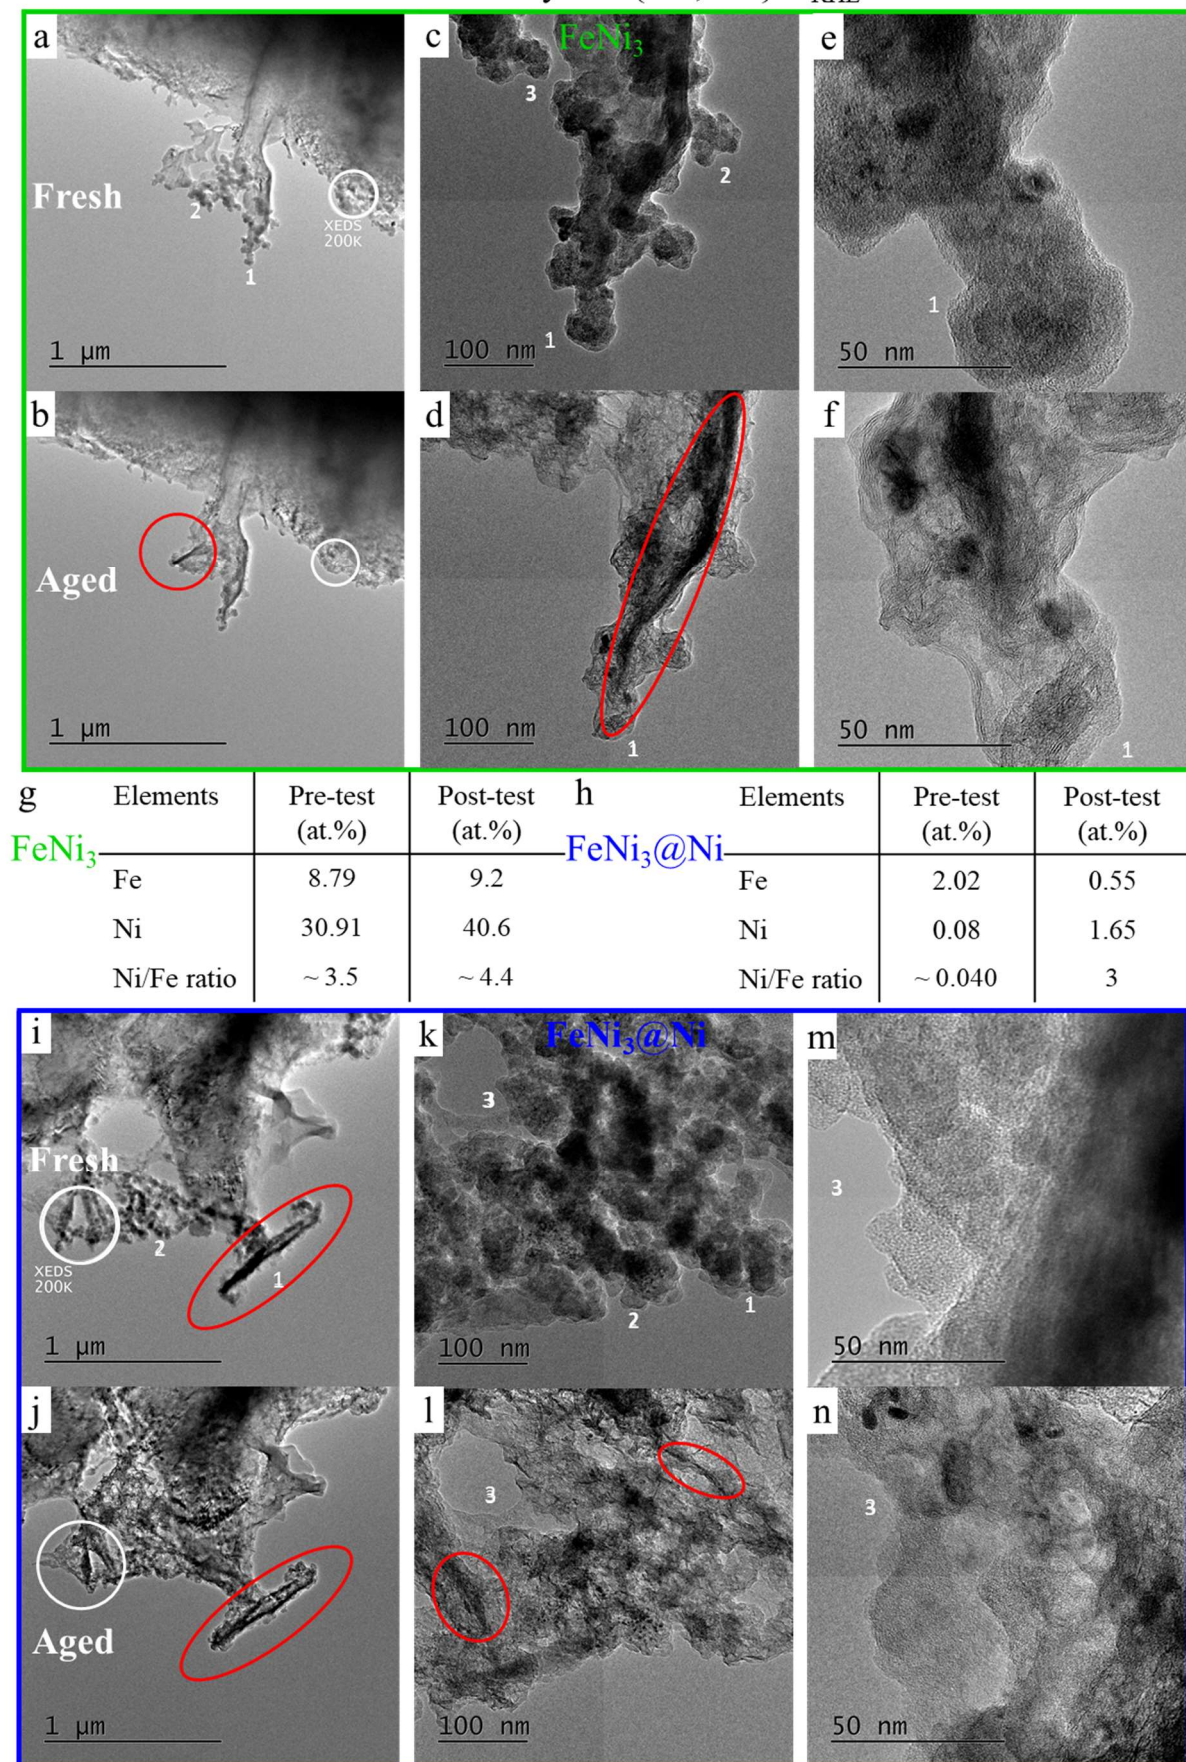 a
c
FeNi₃
e
3
2
Fresh
2
XEDS
200K
1
1
1
1 μm
100 nm
50 nm
b
d
f
Aged
1 μm
100 nm
1
50 nm
1
g Elements Pre-test (at.%) Post-test (at.%)
FeNi₃
Fe 8.79 9.2
Ni 30.91 40.6
Ni/Fe ratio ~ 3.5 ~ 4.4
h Elements Pre-test (at.%) Post-test (at.%)
FeNi₃@Ni
Fe 2.02 0.55
Ni 0.08 1.65
Ni/Fe ratio ~ 0.040 3
i
k
FeNi₃@Ni
m
3
Fresh
3
2
XEDS
200K
1
2
1
1 μm
100 nm
50 nm
j
l
n
3
3
Aged
1 μm
100 nm
50 nm